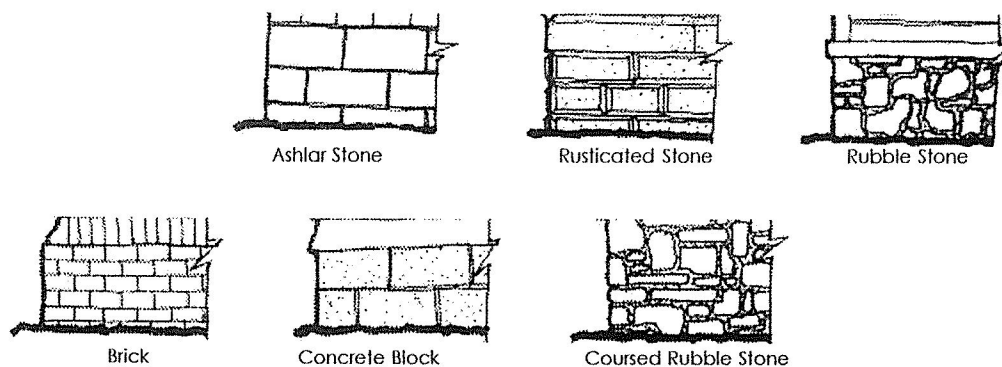 Ashlar Stone
Rusticated Stone
Rubble Stone
Brick
Concrete Block
Coursed Rubble Stone